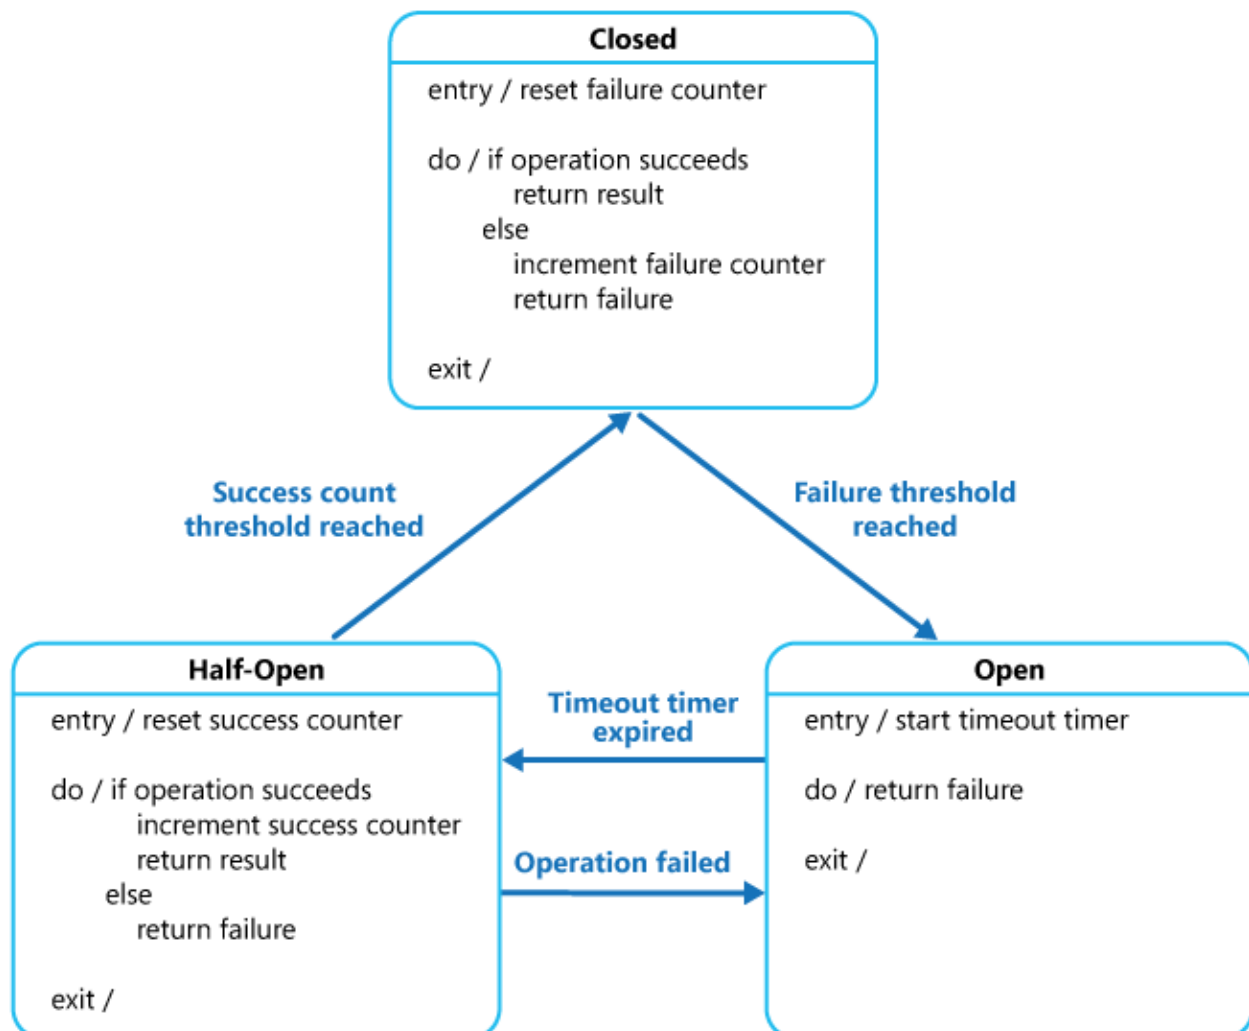 Closed
entry / reset failure counter
do / if operation succeeds
return result
else
increment failure counter
return failure
exit /
Success count
threshold reached
Failure threshold
reached
Half-Open
entry / reset success counter
do / if operation succeeds
increment success counter
return result
else
return failure
exit /
Timeout timer
expired
Operation failed
Open
entry / start timeout timer
do / return failure
exit /